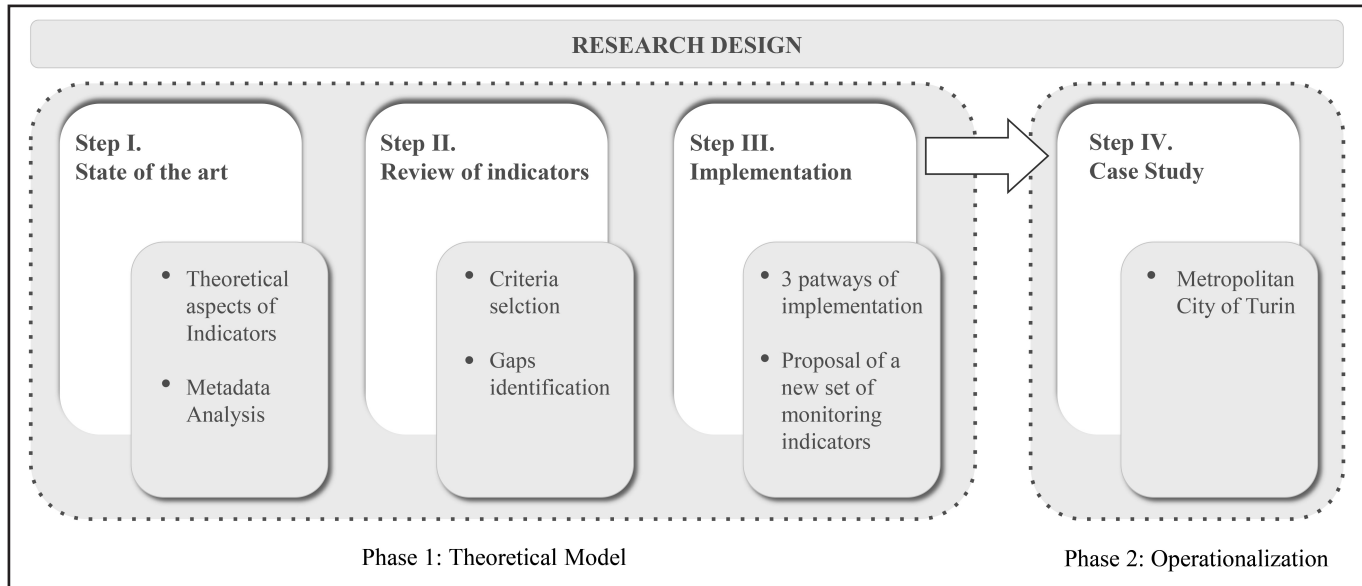 RESEARCH DESIGN
Step I.
State of the art
• Theoretical
aspects of
Indicators
• Metadata
Analysis
Step II.
Review of indicators
• Criteria
selction
• Gaps
identification
Step III.
Implementation
• 3 patways of
implementation
• Proposal of a
new set of
monitoring
indicators
Step IV.
Case Study
• Metropolitan
City of Turin
Phase 1: Theoretical Model
Phase 2: Operationalization